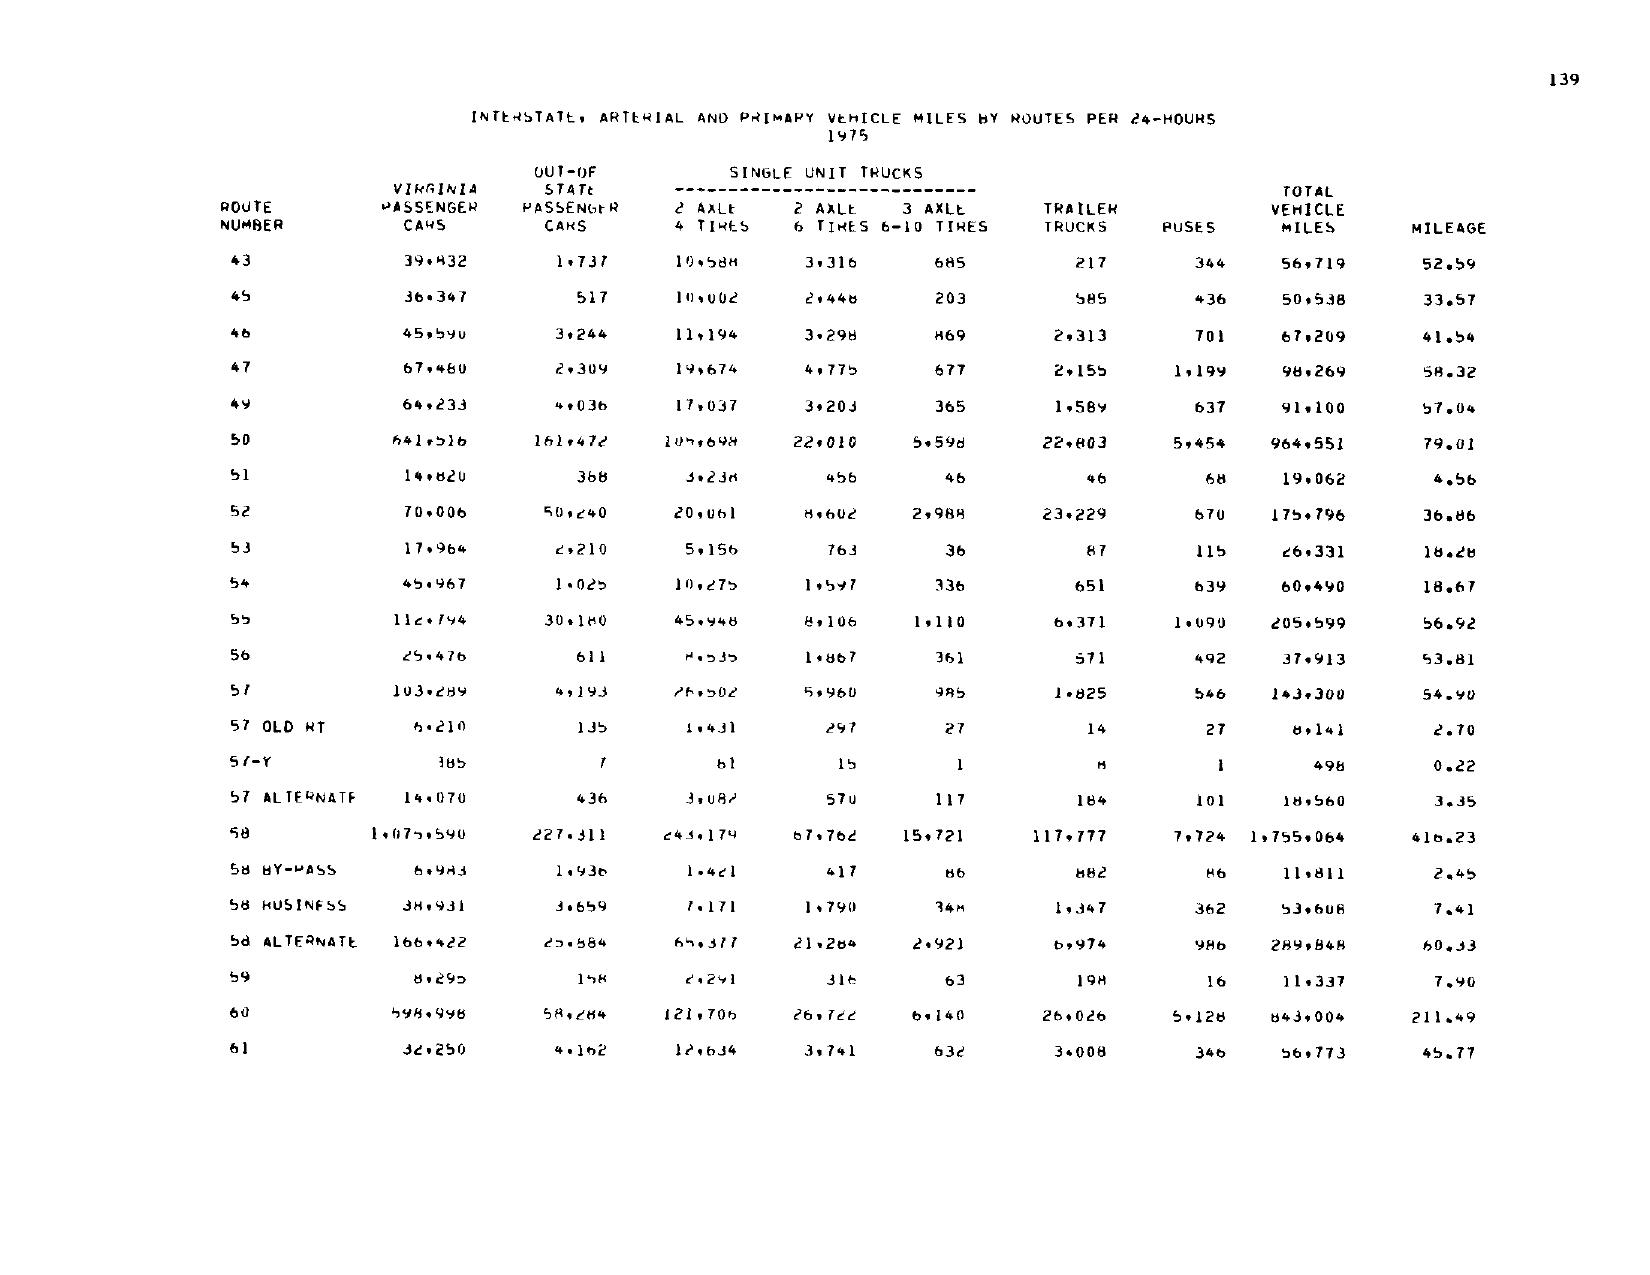 139
INTERSTATE, ARTERIAL AND PRIMARY VEHICLE MILES BY ROUTES PER 24-HOURS
1975
OUT-OF SINGLE UNIT TRUCKS
VIRGINIA STATE ---------------------------- TOTAL
ROUTE PASSENGER PASSENGER 2 AXLE 2 AXLE 3 AXLE TRAILER VEHICLE
NUMBER CARS CARS 4 TIRES 6 TIRES 6-10 TIRES TRUCKS BUSES MILES MILEAGE
43 39,832 1,737 10,588 3,316 685 217 344 56,719 52.59
45 36,347 517 10,002 2,448 203 585 436 50,538 33.57
46 45,590 3,244 11,194 3,298 869 2,313 701 67,209 41.54
47 67,480 2,309 19,674 4,775 677 2,155 1,199 98,269 58.32
49 64,233 4,036 17,037 3,203 365 1,589 637 91,100 57.04
50 641,516 161,472 105,698 22,010 5,598 22,803 5,454 964,551 79.01
51 14,820 368 3,238 456 46 46 68 19,062 4.56
52 70,006 50,240 20,061 8,602 2,988 23,229 670 175,796 36.86
53 17,964 2,210 5,156 763 36 87 115 26,331 18.28
54 45,967 1,025 10,275 1,597 336 651 639 60,490 18.67
55 112,794 30,180 45,948 8,106 1,110 6,371 1,090 205,599 56.92
56 25,476 611 8,535 1,867 361 571 492 37,913 53.81
57 103,289 4,193 26,502 5,960 985 1,825 546 143,300 54.90
57 OLD RT 6,210 135 1,431 297 27 14 27 8,141 2.70
57-Y 385 7 81 15 1 8 1 498 0.22
57 ALTERNATE 14,070 436 3,082 570 117 184 101 18,560 3.35
58 1,075,590 227,311 243,179 67,762 15,721 117,777 7,724 1,755,064 416.23
58 BY-PASS 6,983 1,936 1,421 417 86 882 86 11,811 2.45
58 BUSINESS 38,931 3,659 7,171 1,790 348 1,347 362 53,608 7.41
58 ALTERNATE 166,422 25,884 65,377 21,284 2,921 6,974 986 289,848 60.33
59 8,295 158 2,291 316 63 198 16 11,337 7.90
60 598,998 58,284 121,706 26,722 6,140 26,026 5,128 843,004 211.49
61 32,250 4,162 12,634 3,741 632 3,008 346 56,773 45.77